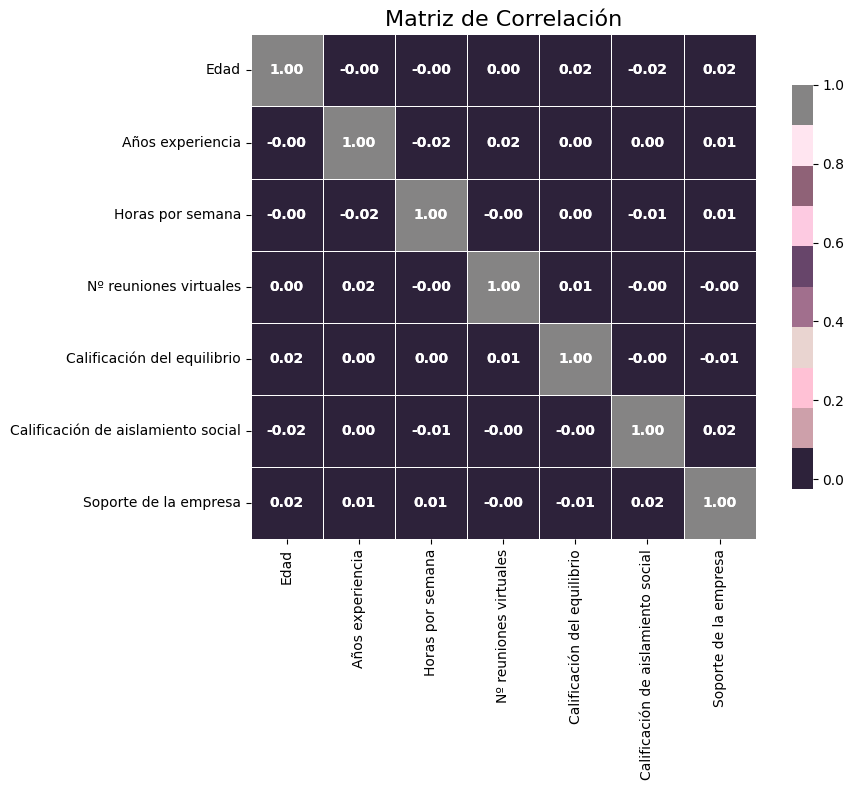 Matriz de Correlación
Edad 1.00 -0.00 -0.00 0.00 0.02 -0.02 0.02
Años experiencia -0.00 1.00 -0.02 0.02 0.00 0.00 0.01
Horas por semana -0.00 -0.02 1.00 -0.00 0.00 -0.01 0.01
Nº reuniones virtuales 0.00 0.02 -0.00 1.00 0.01 -0.00 -0.00
Calificación del equilibrio 0.02 0.00 0.00 0.01 1.00 -0.00 -0.01
Calificación de aislamiento social -0.02 0.00 -0.01 -0.00 -0.00 1.00 0.02
Soporte de la empresa 0.02 0.01 0.01 -0.00 -0.01 0.02 1.00
Edad
Años experiencia
Horas por semana
Nº reuniones virtuales
Calificación del equilibrio
Calificación de aislamiento social
Soporte de la empresa
1.0
0.8
0.6
0.4
0.2
0.0